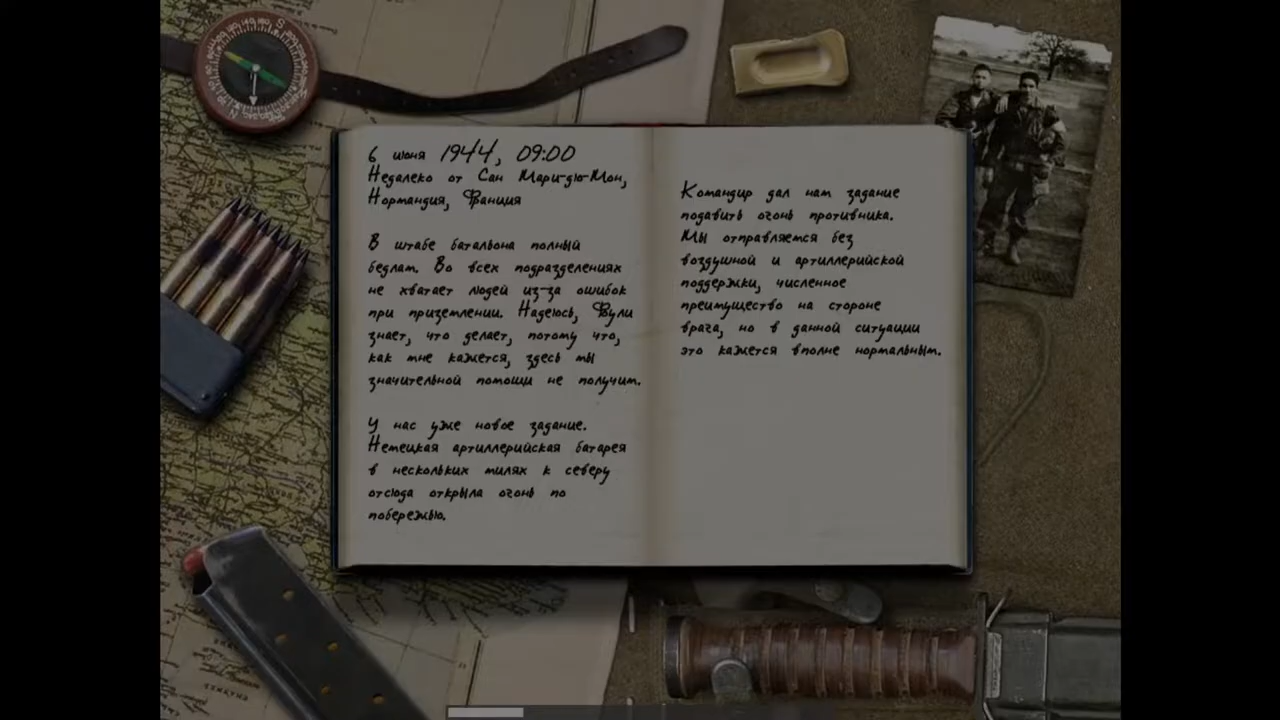 6 июня 1944, 09:00
Недалеко от Сан Мари-дю-Мон,
Нормандия, Франция
В штабе батальона полный
бедлам. Во всех подразделениях
не хватает людей из-за ошибок
при приземлении. Надеюсь, Фули
знает, что делает, потому что,
как мне кажется, здесь мы
значительной помощи не получим.
У нас уже новое задание.
Немецкая артиллерийская батарея
в нескольких милях к северу
отсюда открыла огонь по
побережью.
Командир дал нам задание
подавить огонь противника.
Мы отправляемся без
воздушной и артиллерийской
поддержки, численное
преимущество на стороне
врага, но в данной ситуации
это кажется вполне нормальным.